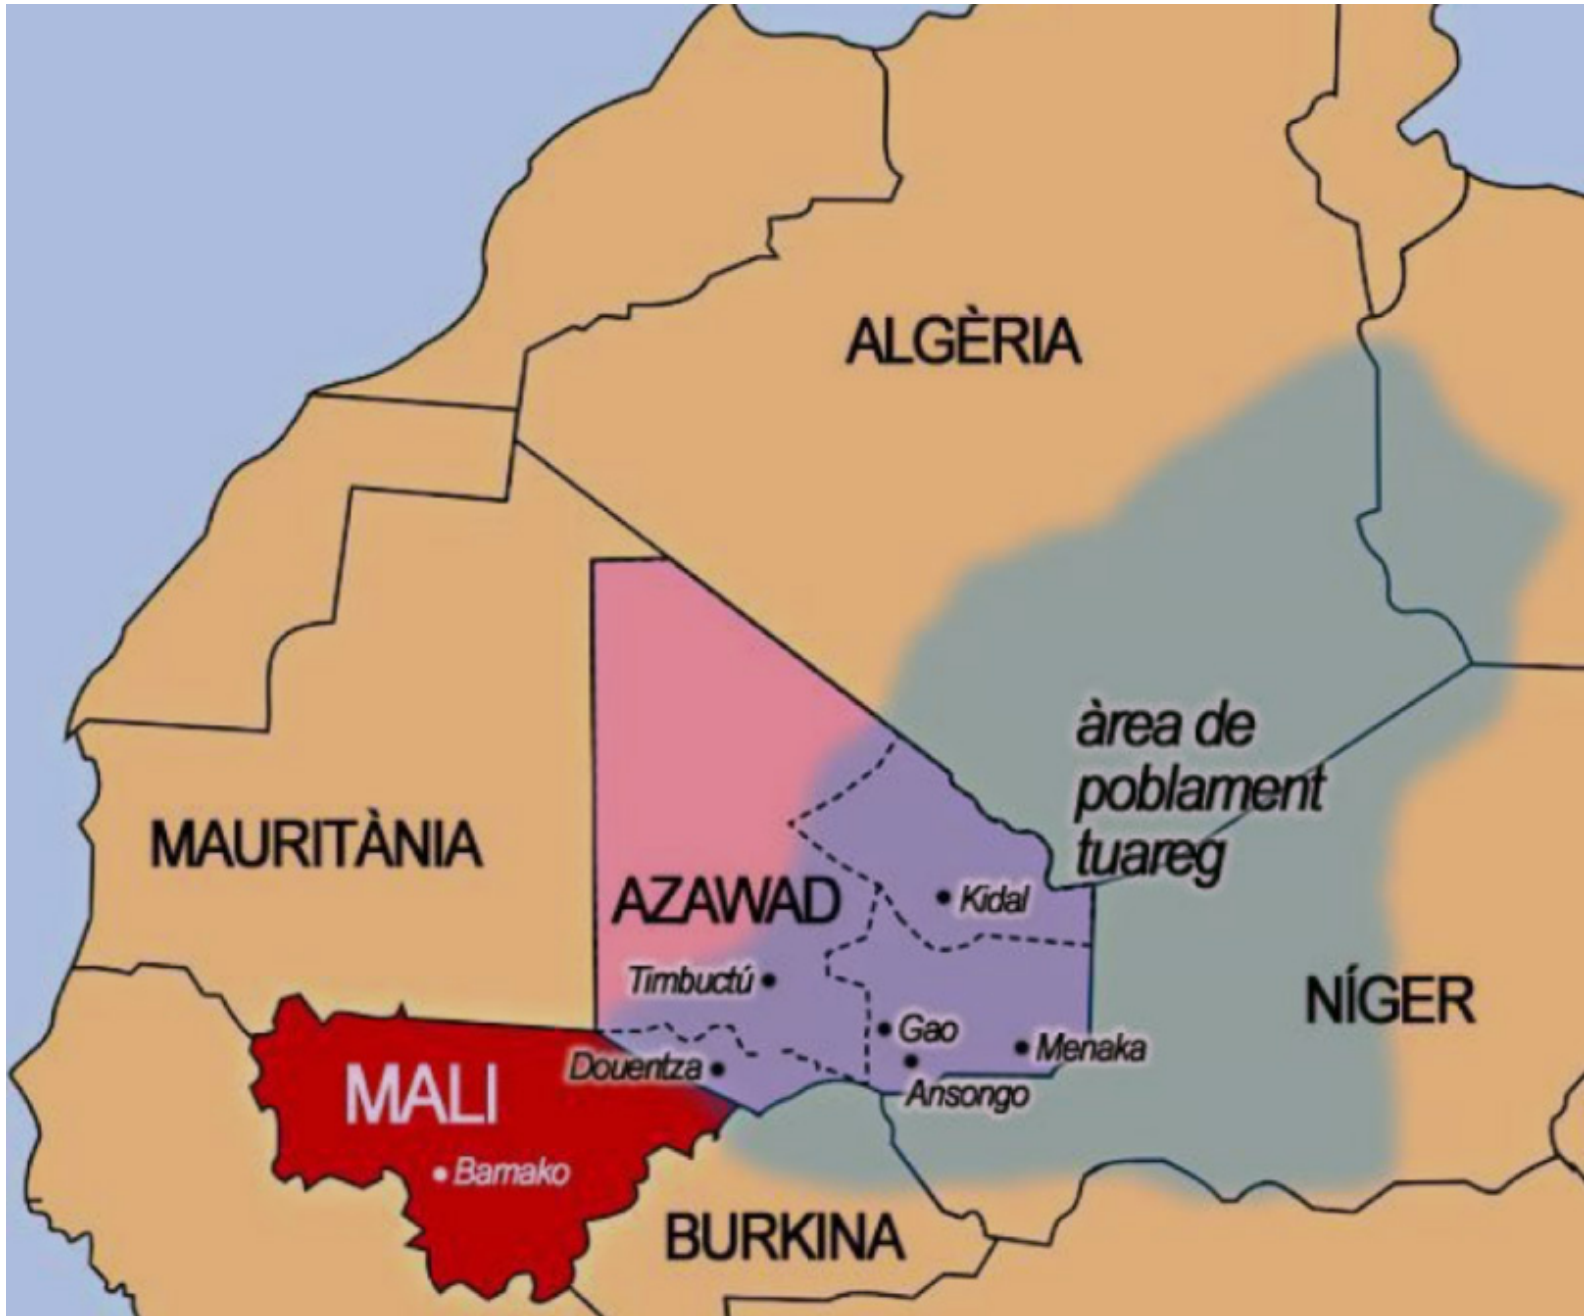 ALGÈRIA
àrea de
poblament
tuareg
MAURITÀNIA
AZAWAD
Kidal
Timbuctú
NÍGER
Gao
Menaka
Douentza
Ansongo
MALI
Bamako
BURKINA